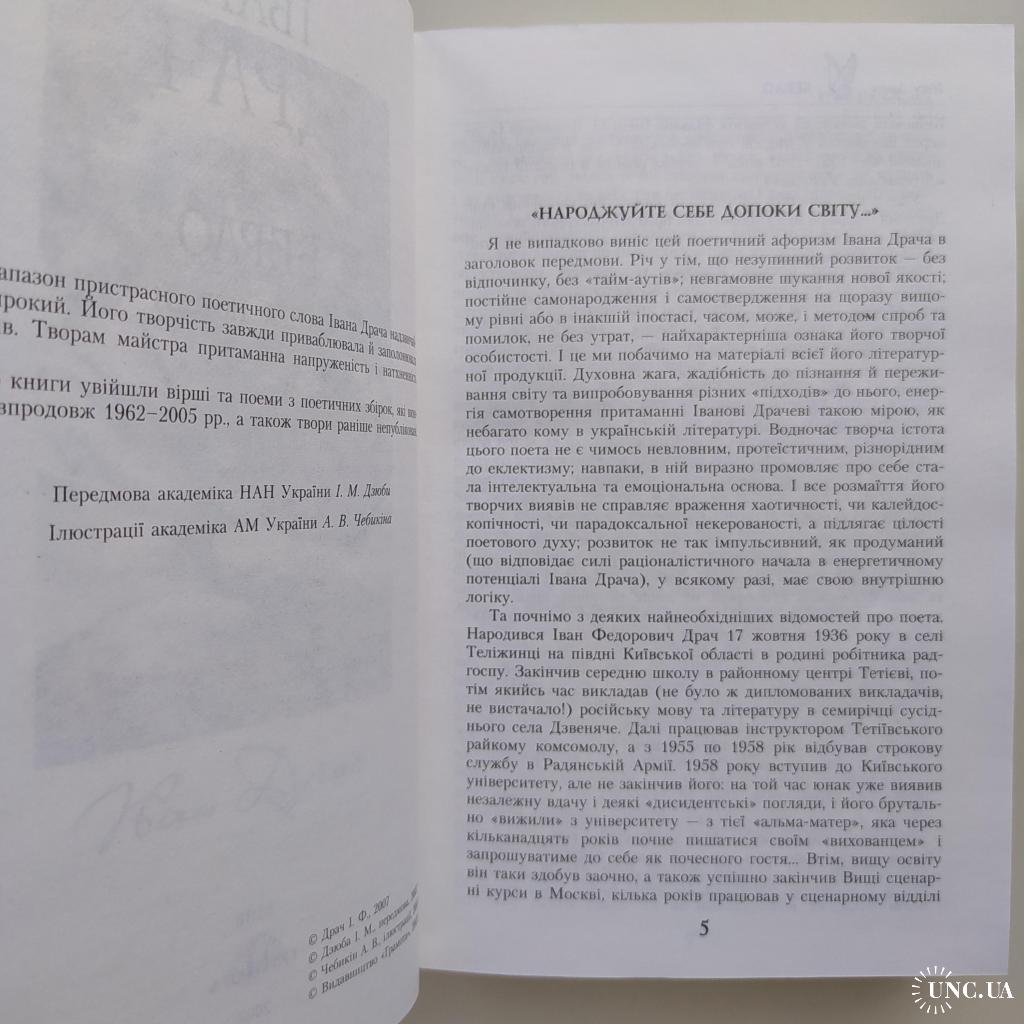 апазон пристрасного поетичного слова Івана Драча
ирокий. Його творчість завжди приваблювала й
ів. Творам майстра притаманна напруженість і
книги увійшли вірші та поеми з поетичних збірок, які
впродовж 1962–2005 рр., а також твори раніше
Передмова академіка НАН України І. М. Дзюби
Ілюстрації академіка АМ України А. В. Чебикіна
© Драч І. Ф., 2007
© Дзюба І. М., передмова,
© Чебикін А. В., ілюстрації,
© Видавництво «Грамота»,
«НАРОДЖУЙТЕ СЕБЕ ДОПОКИ СВІТУ...»
Я не випадково виніс цей поетичний афоризм Івана Драча в
заголовок передмови. Річ у тім, що незупинний розвиток — без
відпочинку, без «тайм-аутів»; невгамовне шукання нової якості;
постійне самонародження і самоствердження на щоразу вищо-
му рівні або в інакшій іпостасі, часом, може, і методом спроб та
помилок, не без утрат, — найхарактерніша ознака його творчої
особистості. І це ми побачимо на матеріалі всієї його літератур-
ної продукції. Духовна жага, жадібність до пізнання й пережи-
вання світу та випробовування різних «підходів» до нього, енер-
гія самотворення притаманні Іванові Драчеві такою мірою, як
небагато кому в українській літературі. Водночас творча істота
цього поета не є чимось невловним, протеїстичним, різнорідним
до еклектизму; навпаки, в ній виразно промовляє про себе ста-
ла інтелектуальна та емоціональна основа. І все розмаїття його
творчих виявів не справляє враження хаотичності, чи калейдос-
копічності, чи парадоксальної некерованості, а підлягає цілості
поетового духу; розвиток не так імпульсивний, як продуманий
(що відповідає силі раціоналістичного начала в енергетичному
потенціалі Івана Драча), у всякому разі, має свою внутрішню
логіку.
Та почнімо з деяких найнеобхідніших відомостей про поета.
Народився Іван Федорович Драч 17 жовтня 1936 року в селі
Теліжинці на півдні Київської області в родині робітника рад-
госпу. Закінчив середню школу в районному центрі Тетієві, по-
тім якийсь час викладав (не було ж дипломованих викладачів,
не вистачало!) російську мову та літературу в семирічці сусід-
нього села Дзвеняче. Далі працював інструктором Тетіївського
райкому комсомолу, а з 1955 по 1958 рік відбував строкову
службу в Радянській Армії. 1958 року вступив до Київського
університету, але не закінчив його: на той час юнак уже виявив
незалежну вдачу і деякі «дисидентські» погляди, і його бруталь-
но «вижили» з університету — з тієї «альма-матер», яка через
кільканадцять років почне пишатися своїм «вихованцем» і
запрошуватиме до себе як почесного гостя... Втім, вищу освіту
він таки здобув заочно, а також успішно закінчив Вищі сценар-
ні курси в Москві, кілька років працював у сценарному відділі
5
UNC.UA